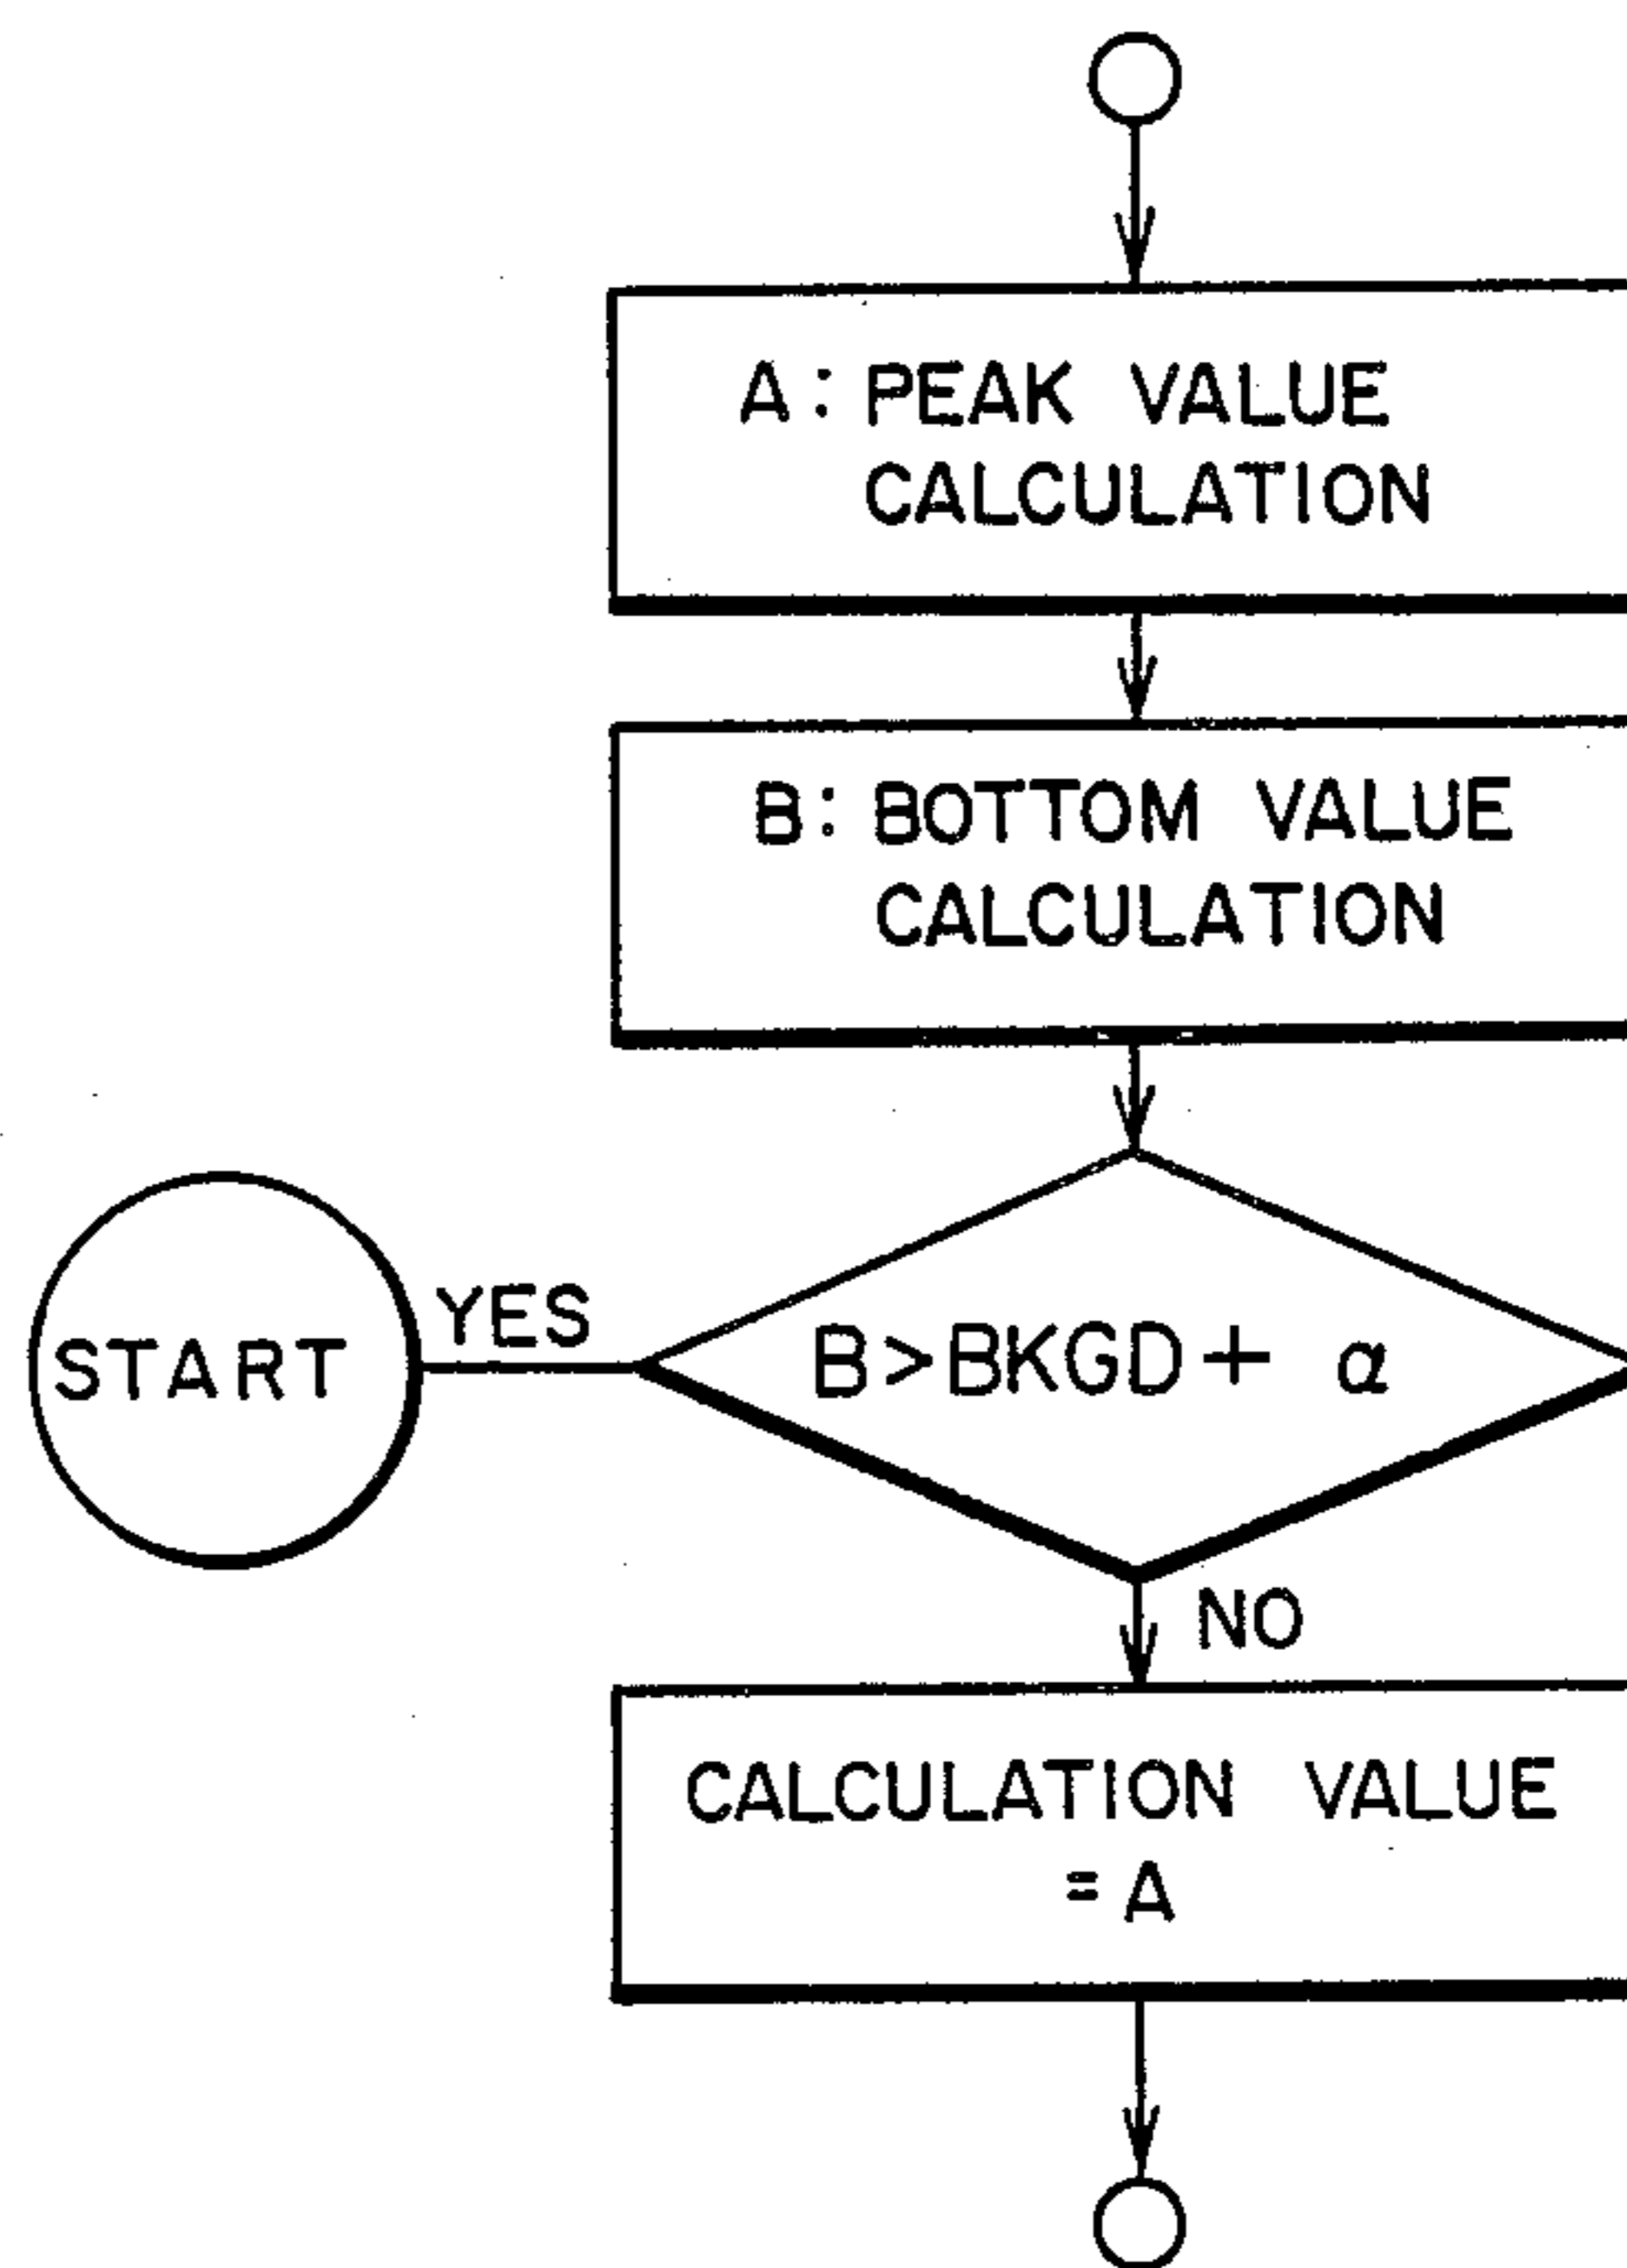 A: PEAK VALUE
CALCULATION
B: BOTTOM VALUE
CALCULATION
START
YES
B>BKGD+ α
NO
CALCULATION VALUE
=A